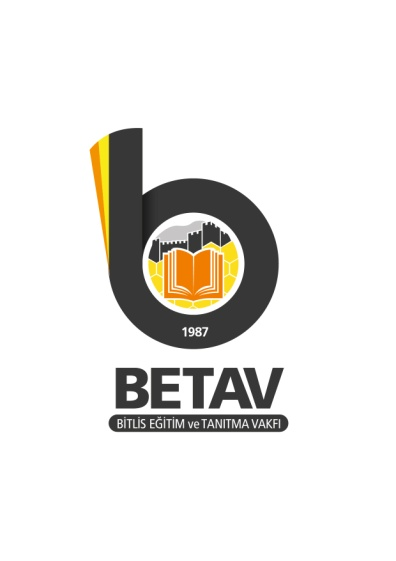 1987
BETAV
BİTLİS EĞİTİM ve TANITMA VAKFI